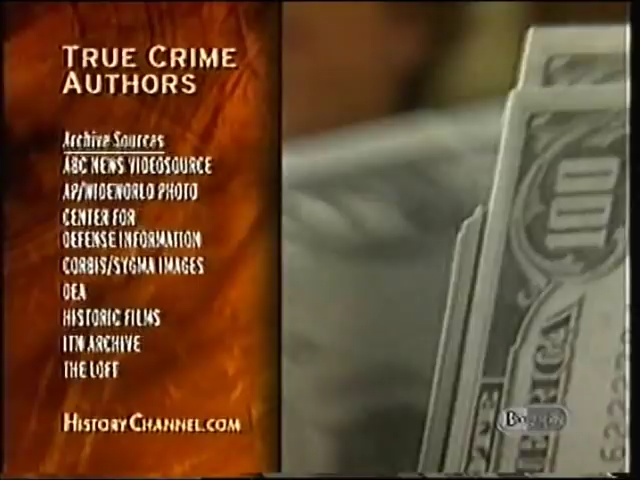 TRUE CRIME
AUTHORS
Archive Sources
ABC NEWS VIDEOSOURCE
AP/WIDEWORLD PHOTO
CENTER FOR
DEFENSE INFORMATION
CORBIS/SYGMA IMAGES
DEA
HISTORIC FILMS
ITN ARCHIVE
THE LOFT
HISTORYCHANNEL.COM
100
ERICA